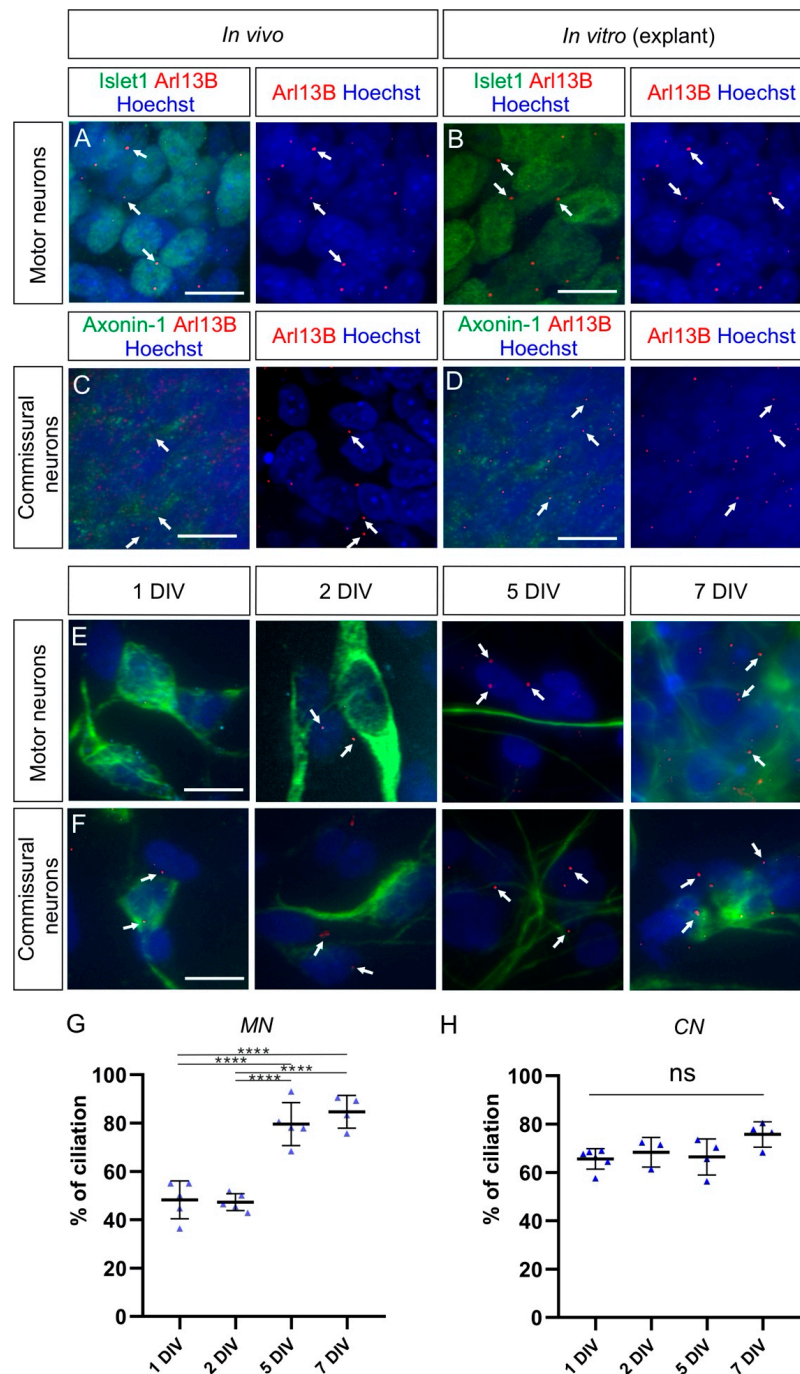 In vivo
In vitro (explant)
Islet1 Arl13B
Hoechst
Arl13B Hoechst
Islet1 Arl13B
Hoechst
Arl13B Hoechst
Motor neurons
A
B
Axonin-1 Arl13B
Hoechst
Arl13B Hoechst
Axonin-1 Arl13B
Hoechst
Arl13B Hoechst
Commissural
neurons
C
D
1 DIV
2 DIV
5 DIV
7 DIV
Motor neurons
E
Commissural
neurons
F
G
MN
H
CN
****
****
****
****
ns
% of ciliation
100
80
60
40
20
0
1 DIV
2 DIV
5 DIV
7 DIV
% of ciliation
100
80
60
40
20
0
1 DIV
2 DIV
5 DIV
7 DIV